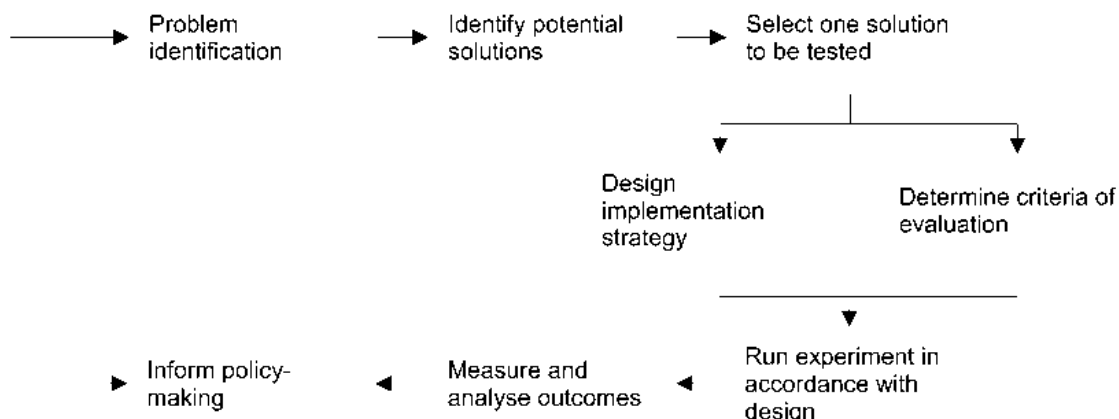 Problem
identification
Identify potential
solutions
Select one solution
to be tested
Design
implementation
strategy
Determine criteria of
evaluation
Run experiment in
accordance with
design
Measure and
analyse outcomes
Inform policy-
making